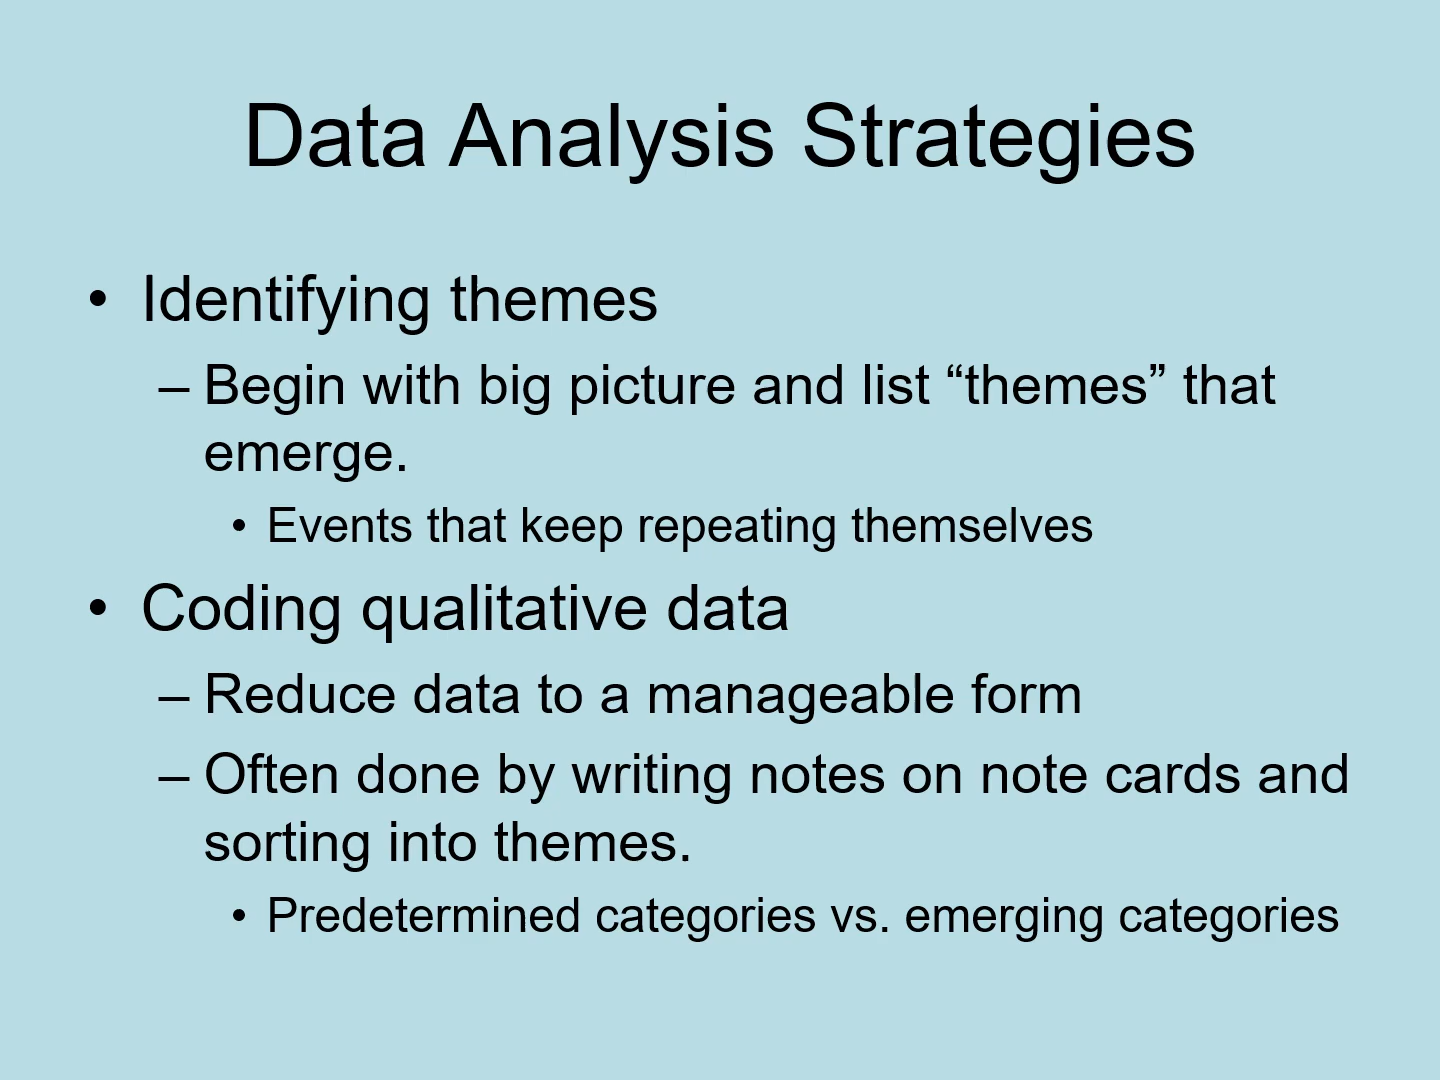 Data Analysis Strategies
• Identifying themes
– Begin with big picture and list “themes” that
emerge.
• Events that keep repeating themselves
• Coding qualitative data
– Reduce data to a manageable form
– Often done by writing notes on note cards and
sorting into themes.
• Predetermined categories vs. emerging categories